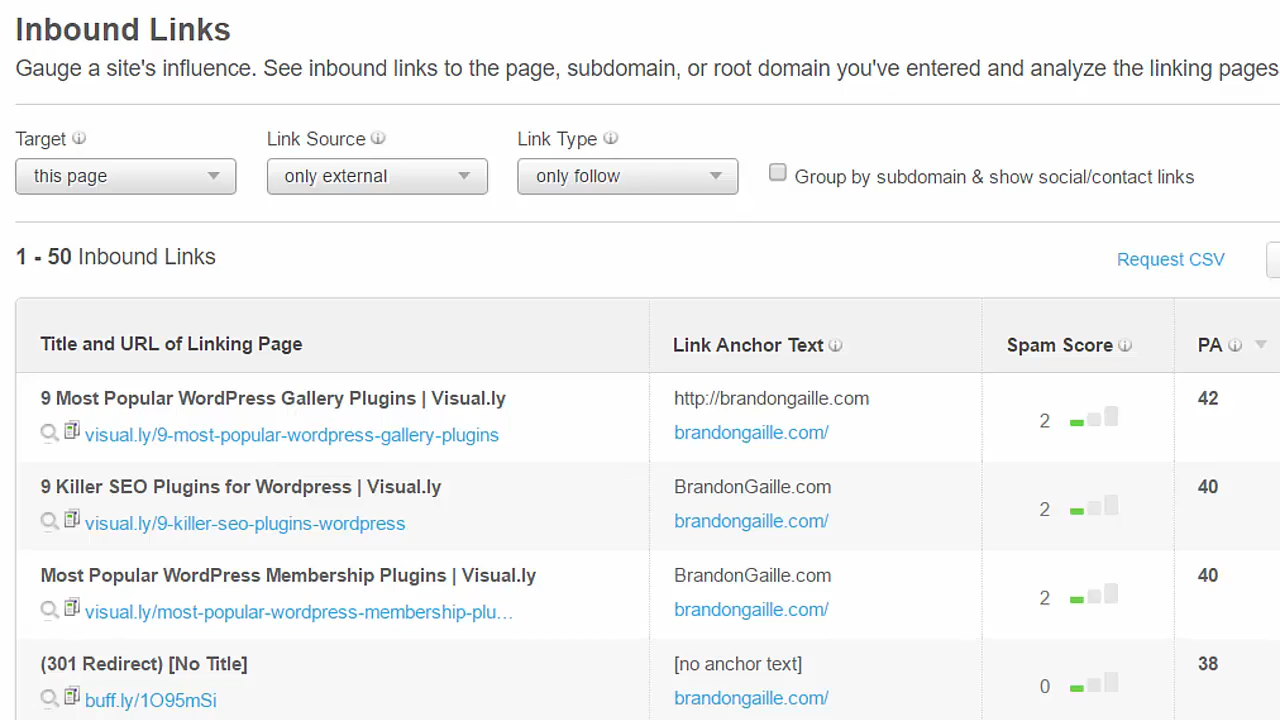 Inbound Links
Gauge a site's influence. See inbound links to the page, subdomain, or root domain you've entered and analyze the linking pages
Target Link Source Link Type
this page only external only follow Group by subdomain & show social/contact links
1 - 50 Inbound Links Request CSV
Title and URL of Linking Page Link Anchor Text Spam Score PA
9 Most Popular WordPress Gallery Plugins | Visual.ly http://brandongaille.com 2 42
visual.ly/9-most-popular-wordpress-gallery-plugins brandongaille.com/
9 Killer SEO Plugins for Wordpress | Visual.ly BrandonGaille.com 2 40
visual.ly/9-killer-seo-plugins-wordpress brandongaille.com/
Most Popular WordPress Membership Plugins | Visual.ly BrandonGaille.com 2 40
visual.ly/most-popular-wordpress-membership-plu... brandongaille.com/
(301 Redirect) [No Title] [no anchor text] 0 38
buff.ly/1O95mSi brandongaille.com/